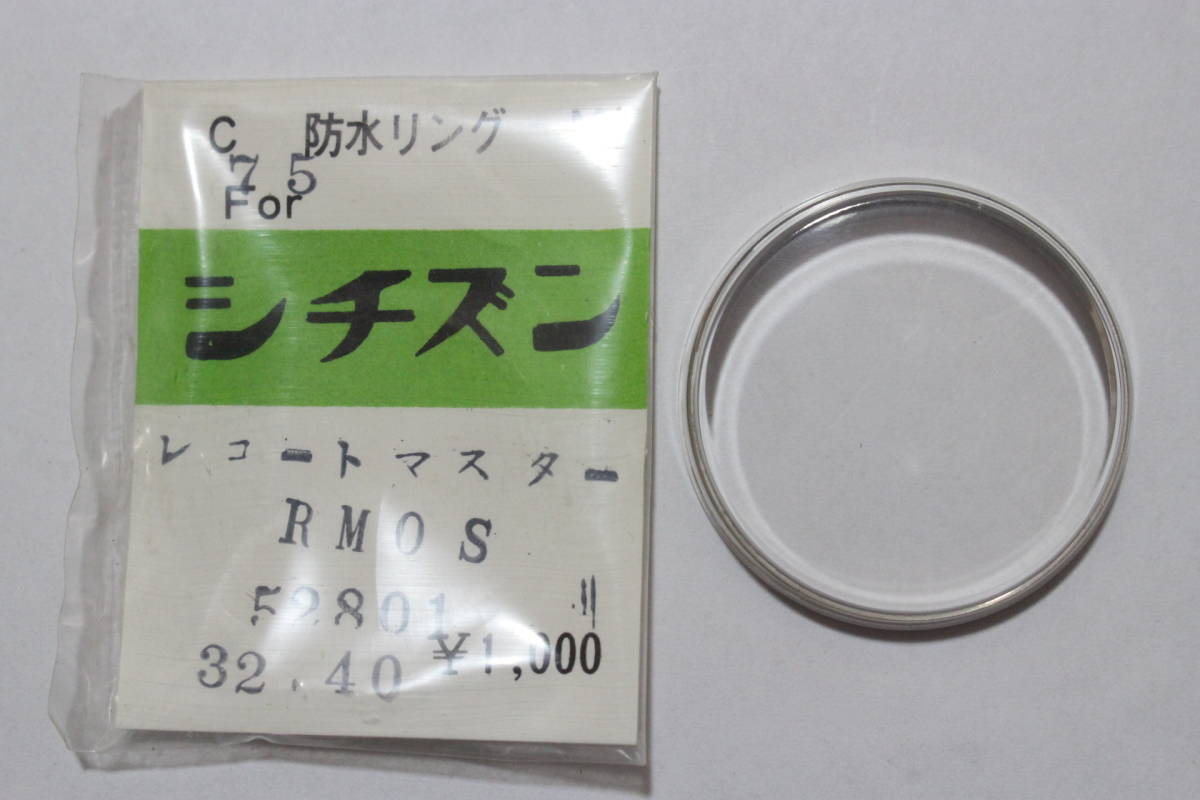 C 防水リング
75
For
シチズン
レコートマスター
RMOS
52801
¥1,000
32.40